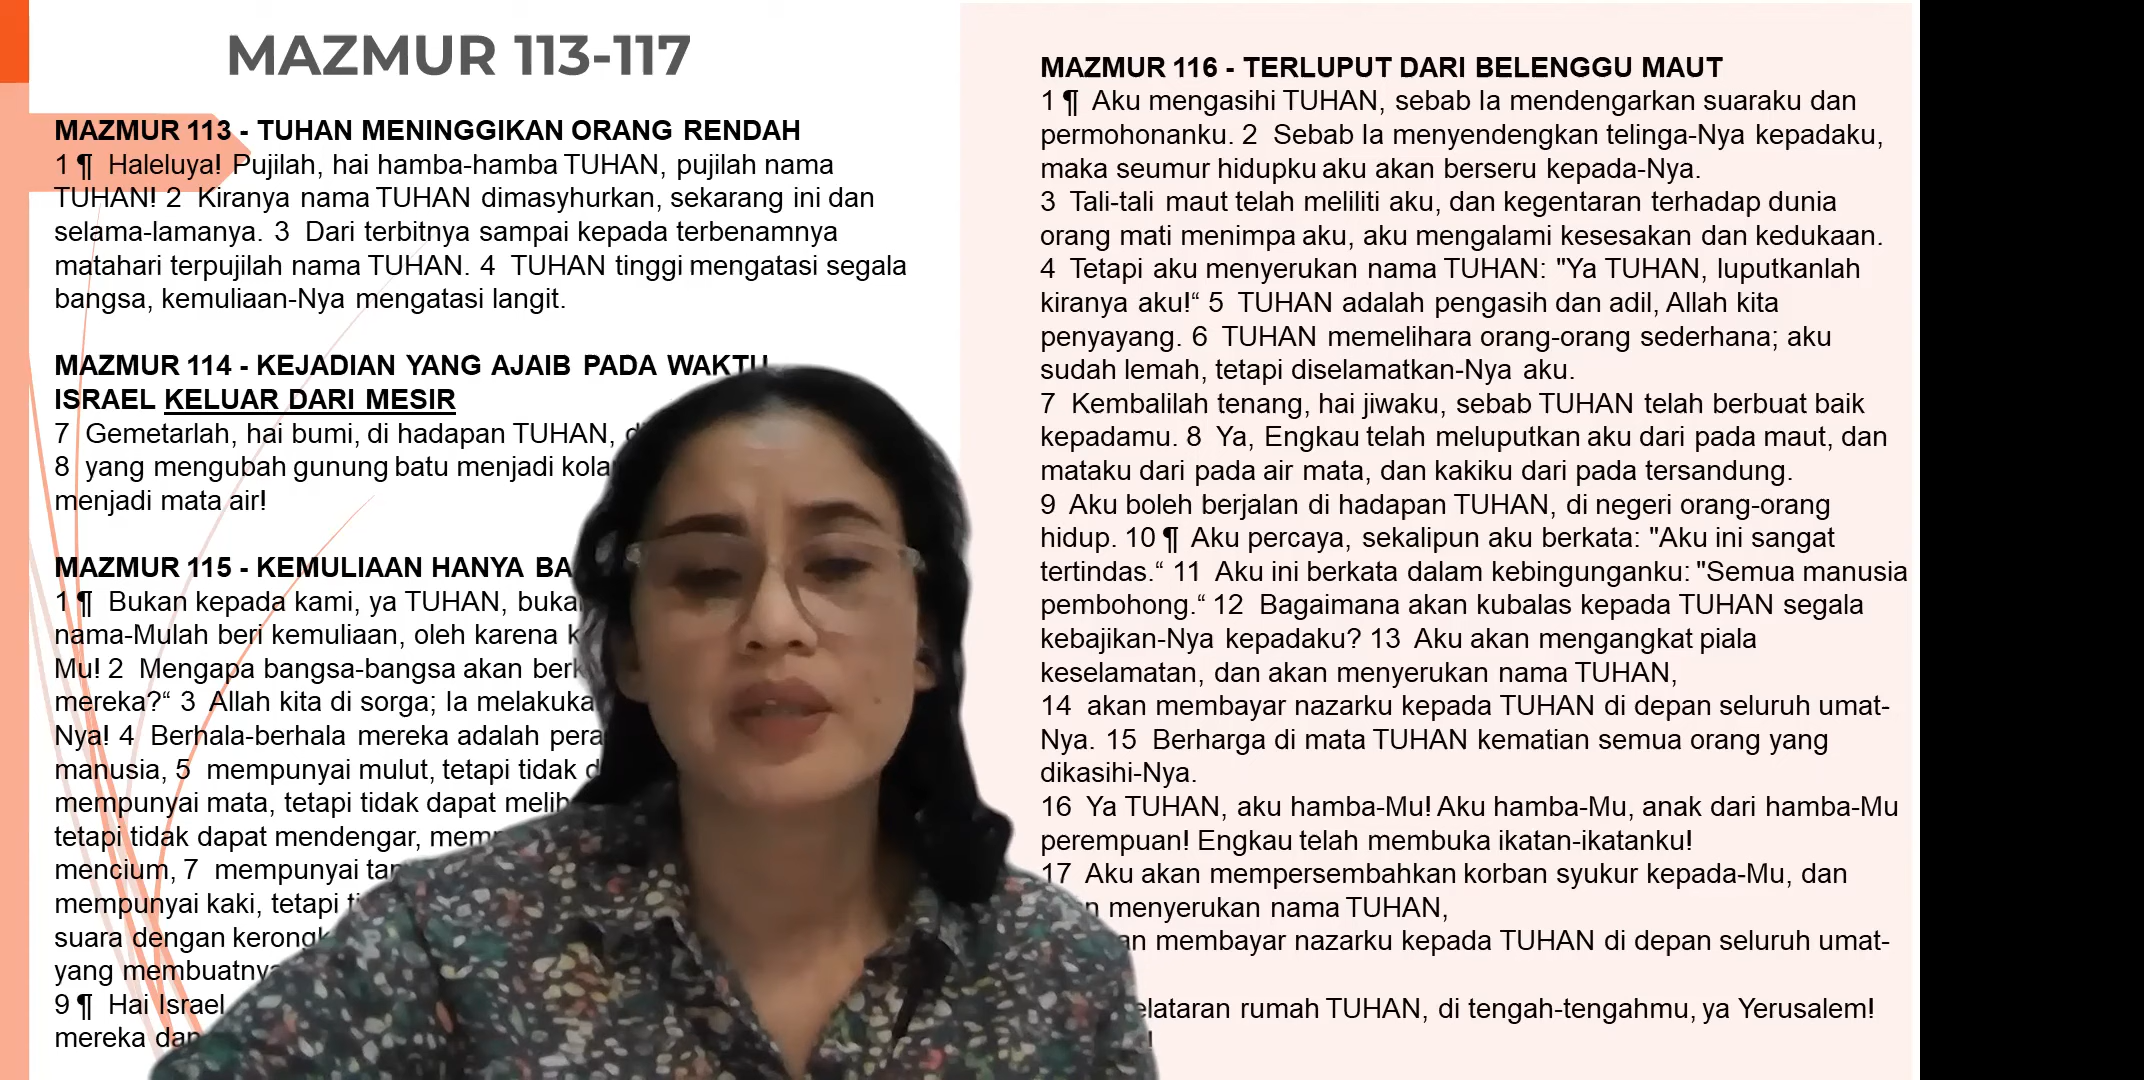 MAZMUR 113-117
MAZMUR 113 - TUHAN MENINGGIKAN ORANG RENDAH
1 ¶ Haleluya! Pujilah, hai hamba-hamba TUHAN, pujilah nama
TUHAN! 2 Kiranya nama TUHAN dimasyhurkan, sekarang ini dan
selama-lamanya. 3 Dari terbitnya sampai kepada terbenamnya
matahari terpujilah nama TUHAN. 4 TUHAN tinggi mengatasi segala
bangsa, kemuliaan-Nya mengatasi langit.
MAZMUR 114 - KEJADIAN YANG AJAIB PADA WAKTU
ISRAEL KELUAR DARI MESIR
7 Gemetarlah, hai bumi, di hadapan TUHAN,
8 yang mengubah gunung batu menjadi
menjadi mata air!
MAZMUR 115 - KEMULIAAN HANYA
1 ¶ Bukan kepada kami, ya TUHAN,
nama-Mulah beri kemuliaan, oleh karena
Mu! 2 Mengapa bangsa-bangsa akan
mereka?“ 3 Allah kita di sorga; Ia
Nya! 4 Berhala-berhala mereka adalah
manusia, 5 mempunyai mulut, tetapi tidak
mempunyai mata, tetapi tidak dapat
tetapi tidak dapat mendengar,
mencium, 7 mempunyai
mempunyai kaki, tetapi
suara dengan
yang
9 ¶ Hai Israel
mereka
MAZMUR 116 - TERLUPUT DARI BELENGGU MAUT
1 ¶ Aku mengasihi TUHAN, sebab Ia mendengarkan suaraku dan
permohonanku. 2 Sebab Ia menyendengkan telinga-Nya kepadaku,
maka seumur hidupku aku akan berseru kepada-Nya.
3 Tali-tali maut telah meliliti aku, dan kegentaran terhadap dunia
orang mati menimpa aku, aku mengalami kesesakan dan kedukaan.
4 Tetapi aku menyerukan nama TUHAN: "Ya TUHAN, luputkanlah
kiranya aku!“ 5 TUHAN adalah pengasih dan adil, Allah kita
penyayang. 6 TUHAN memelihara orang-orang sederhana; aku
sudah lemah, tetapi diselamatkan-Nya aku.
7 Kembalilah tenang, hai jiwaku, sebab TUHAN telah berbuat baik
kepadamu. 8 Ya, Engkau telah meluputkan aku dari pada maut, dan
mataku dari pada air mata, dan kakiku dari pada tersandung.
9 Aku boleh berjalan di hadapan TUHAN, di negeri orang-orang
hidup. 10 ¶ Aku percaya, sekalipun aku berkata: "Aku ini sangat
tertindas.“ 11 Aku ini berkata dalam kebingunganku: "Semua manusia
pembohong.“ 12 Bagaimana akan kubalas kepada TUHAN segala
kebajikan-Nya kepadaku? 13 Aku akan mengangkat piala
keselamatan, dan akan menyerukan nama TUHAN,
14 akan membayar nazarku kepada TUHAN di depan seluruh umat-
Nya. 15 Berharga di mata TUHAN kematian semua orang yang
dikasihi-Nya.
16 Ya TUHAN, aku hamba-Mu! Aku hamba-Mu, anak dari hamba-Mu
perempuan! Engkau telah membuka ikatan-ikatanku!
17 Aku akan mempersembahkan korban syukur kepada-Mu, dan
menyerukan nama TUHAN,
membayar nazarku kepada TUHAN di depan seluruh umat-
rumah TUHAN, di tengah-tengahmu, ya Yerusalem!